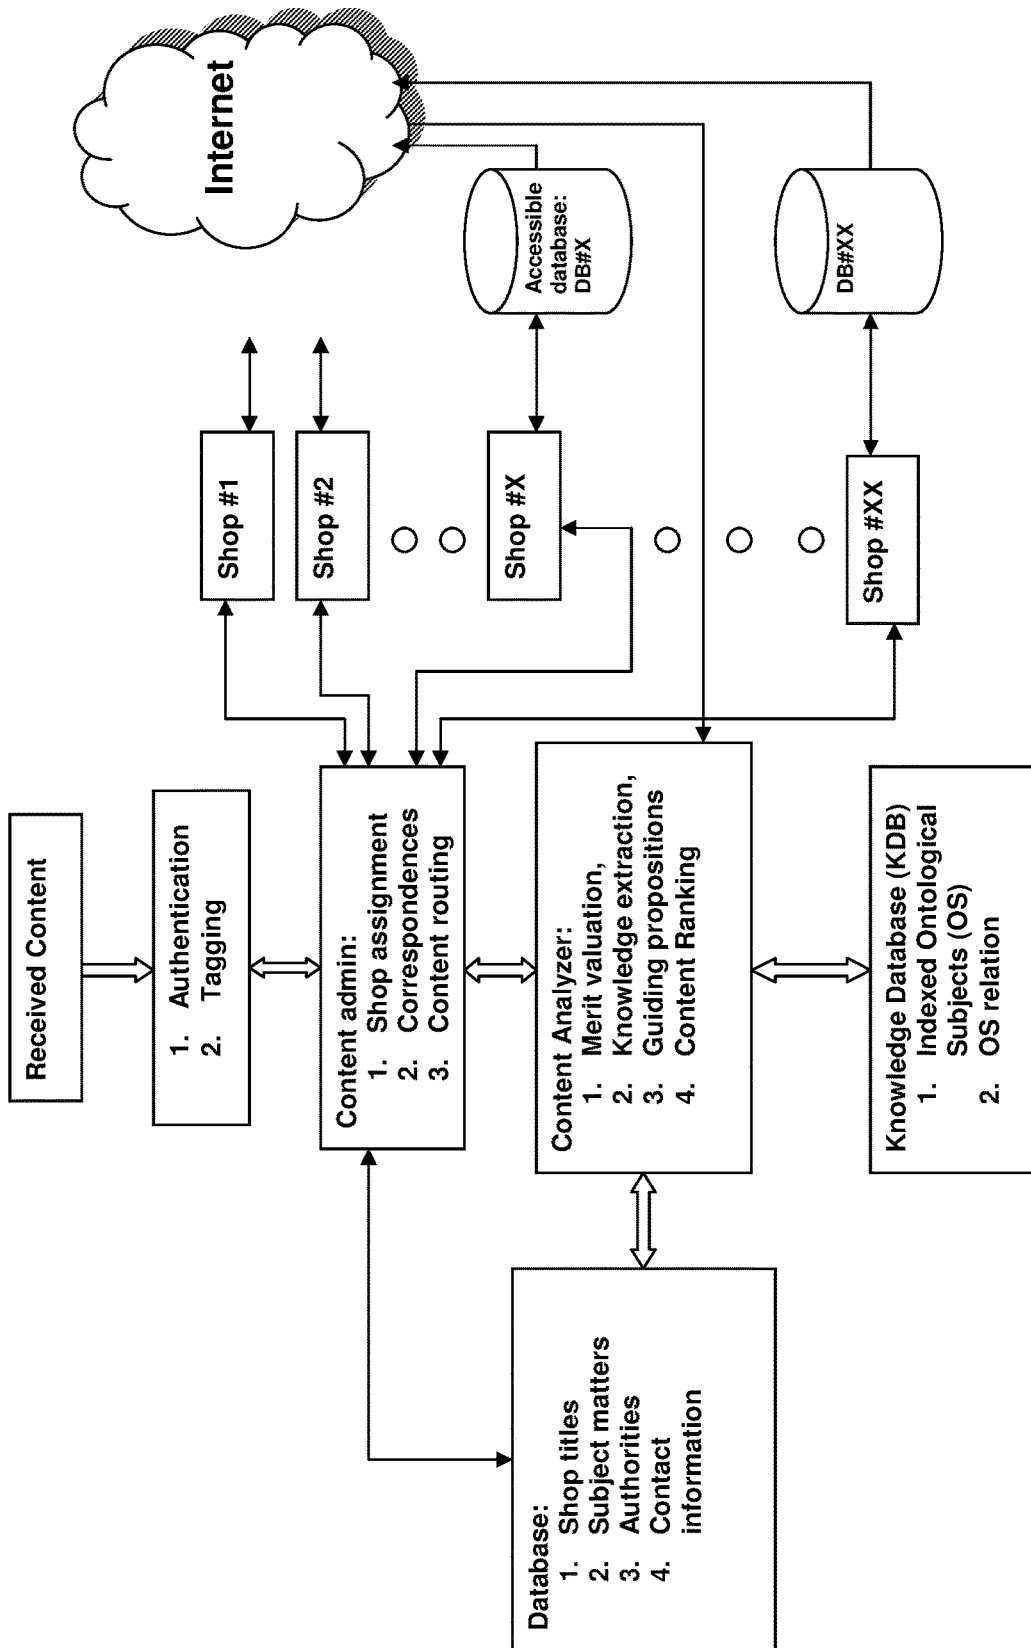 Received Content
1. Authentication
2. Tagging
Content admin:
1. Shop assignment
2. Correspondences
3. Content routing
Content Analyzer:
1. Merit valuation,
2. Knowledge extraction,
3. Guiding propositions
4. Content Ranking
Knowledge Database (KDB)
1. Indexed Ontological
Subjects (OS)
2. OS relation
Database:
1. Shop titles
2. Subject matters
3. Authorities
4. Contact
information
Shop #1
Shop #2
Shop #X
Shop #XX
Accessible
database:
DB#X
DB#XX
Internet